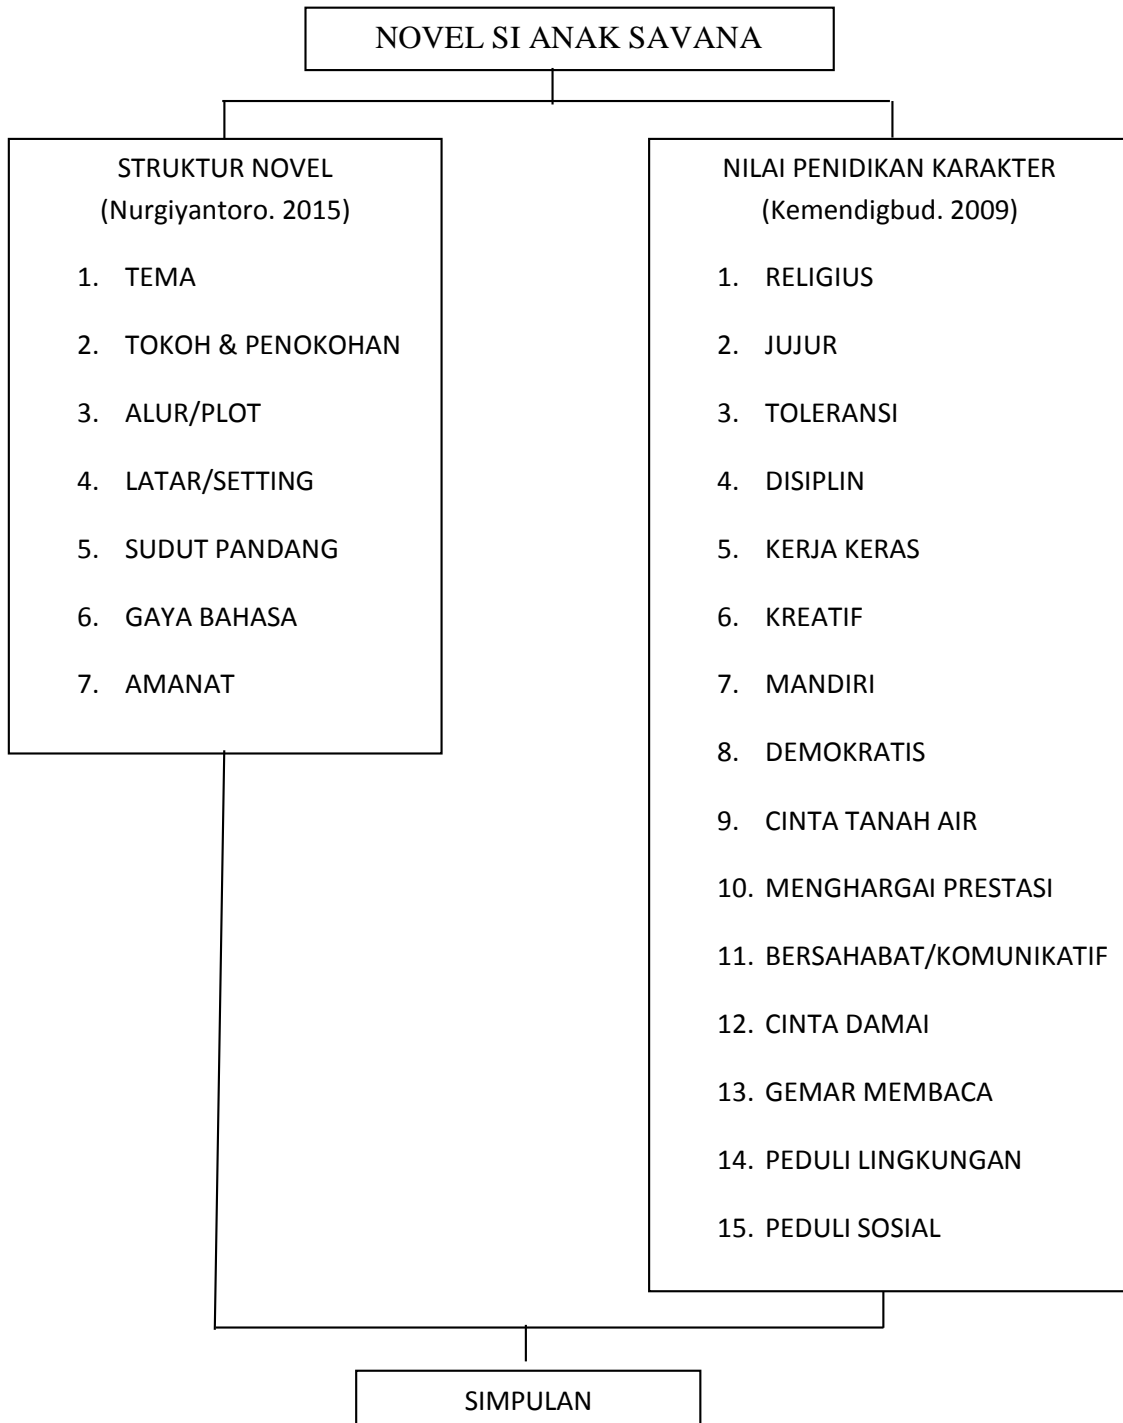 NOVEL SI ANAK SAVANA
STRUKTUR NOVEL
(Nurgiyantoro. 2015)
1. TEMA
2. TOKOH & PENOKOHAN
3. ALUR/PLOT
4. LATAR/SETTING
5. SUDUT PANDANG
6. GAYA BAHASA
7. AMANAT
NILAI PENIDIKAN KARAKTER
(Kemendigbud. 2009)
1. RELIGIUS
2. JUJUR
3. TOLERANSI
4. DISIPLIN
5. KERJA KERAS
6. KREATIF
7. MANDIRI
8. DEMOKRATIS
9. CINTA TANAH AIR
10. MENGHARGAI PRESTASI
11. BERSAHABAT/KOMUNIKATIF
12. CINTA DAMAI
13. GEMAR MEMBACA
14. PEDULI LINGKUNGAN
15. PEDULI SOSIAL
SIMPULAN